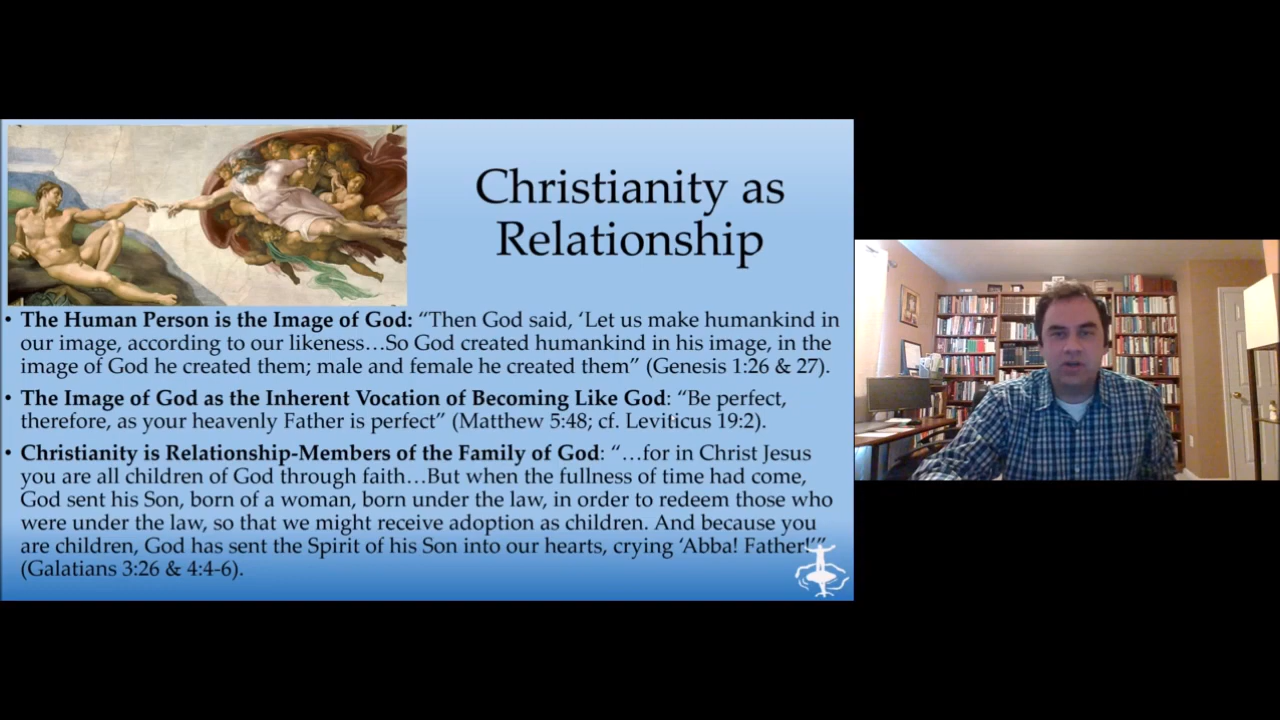 Christianity as
Relationship
• The Human Person is the Image of God: “Then God said, ‘Let us make humankind in
our image, according to our likeness…So God created humankind in his image, in the
image of God he created them; male and female he created them” (Genesis 1:26 & 27).
• The Image of God as the Inherent Vocation of Becoming Like God: “Be perfect,
therefore, as your heavenly Father is perfect” (Matthew 5:48; cf. Leviticus 19:2).
• Christianity is Relationship-Members of the Family of God: “…for in Christ Jesus
you are all children of God through faith…But when the fullness of time had come,
God sent his Son, born of a woman, born under the law, in order to redeem those who
were under the law, so that we might receive adoption as children. And because you
are children, God has sent the Spirit of his Son into our hearts, crying ‘Abba! Father!’”
(Galatians 3:26 & 4:4-6).